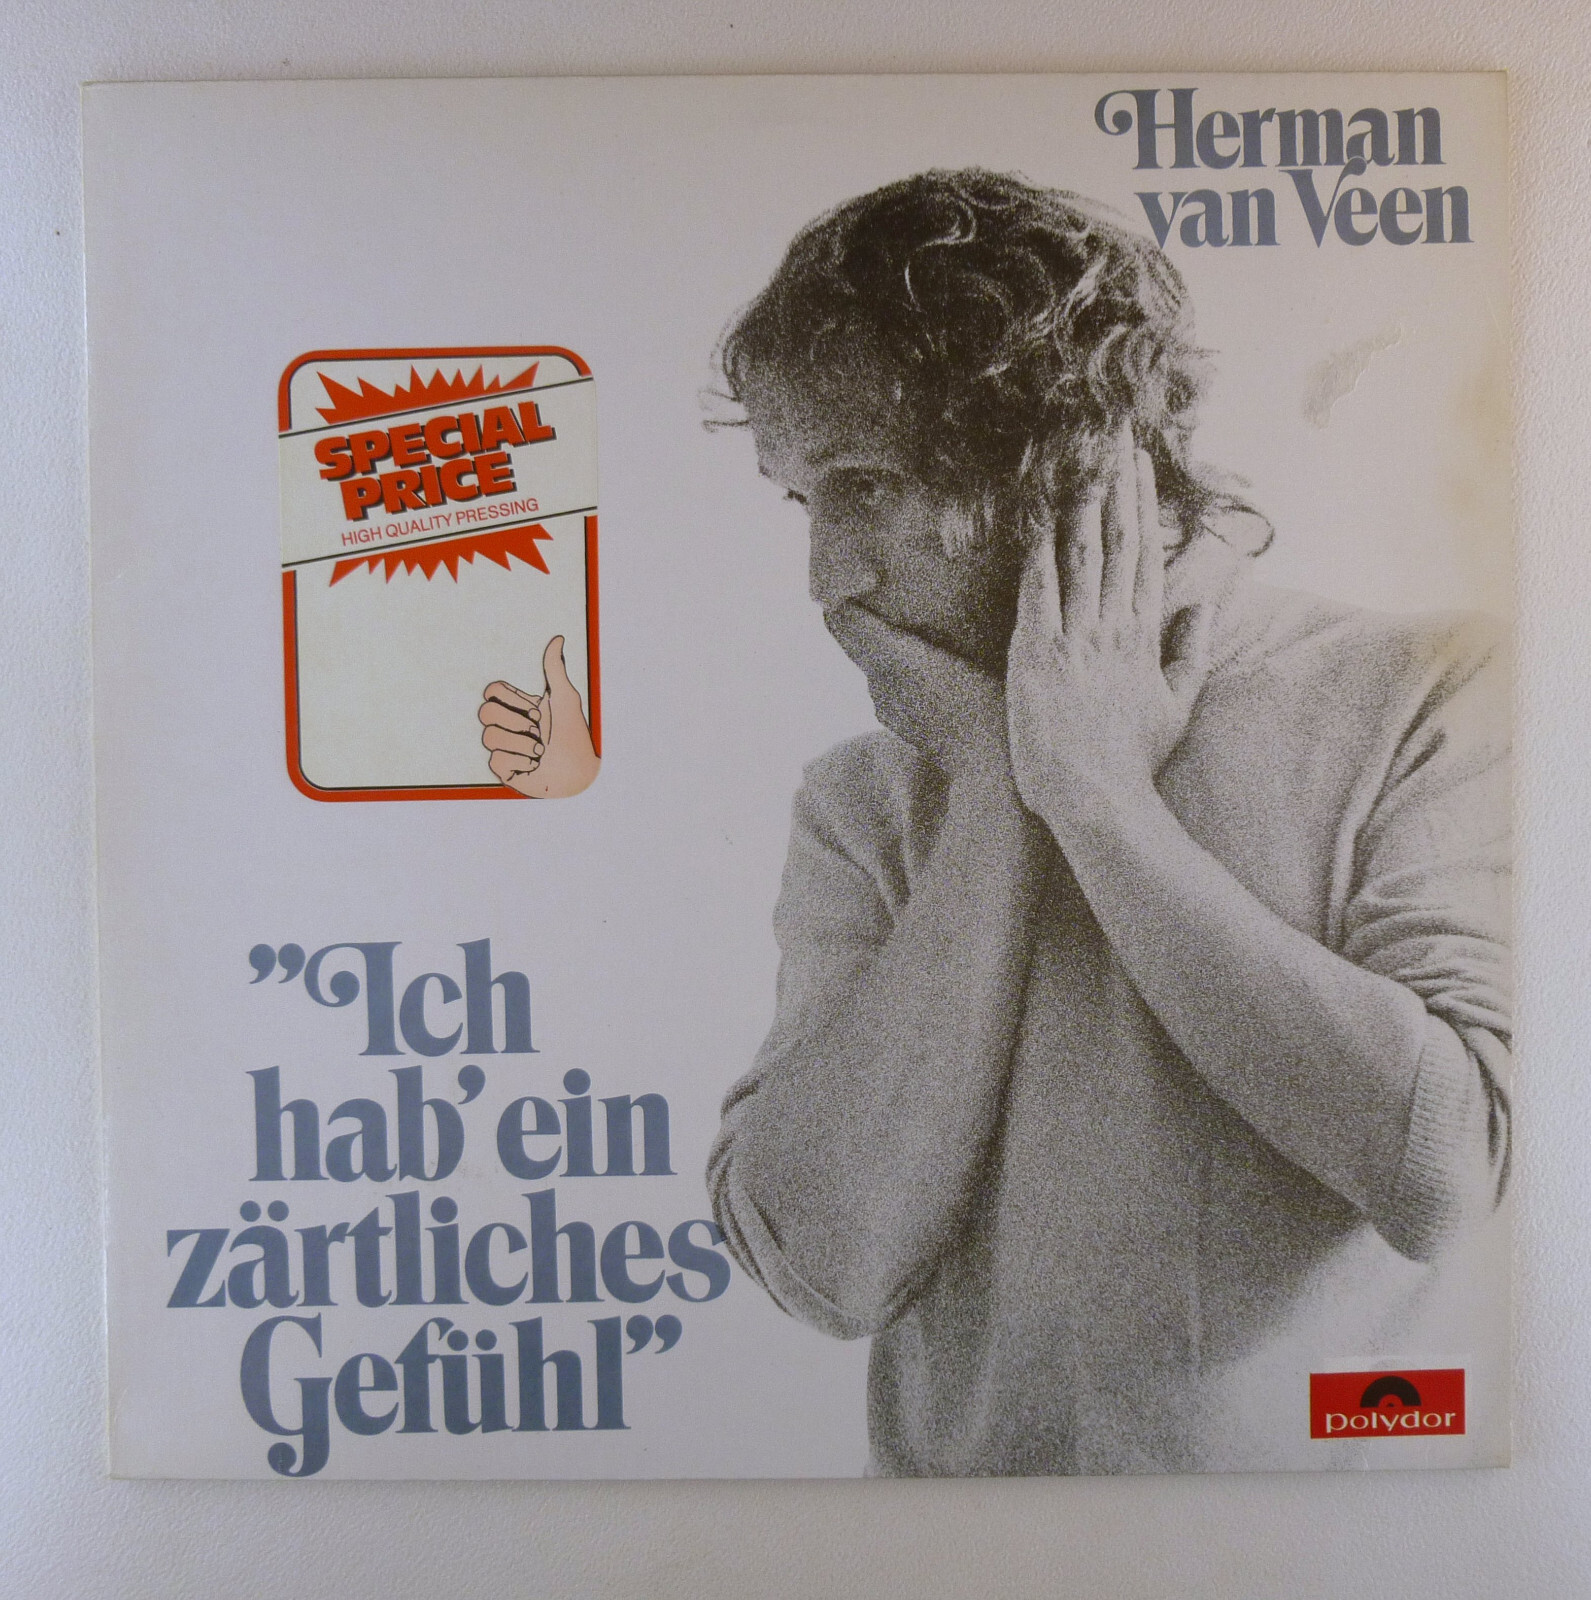 Herman
van Veen
SPECIAL
PRICE
HIGH QUALITY PRESSING
”Ich
hab’ ein
zärtliches
Gefühl”
polydor